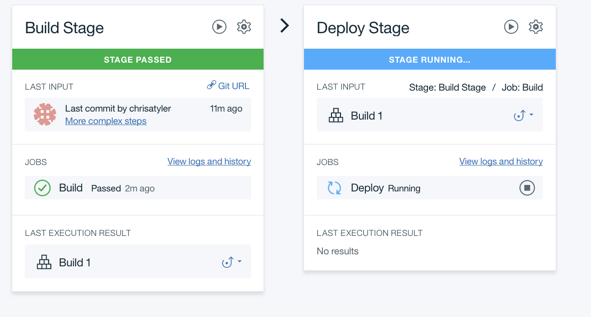 Build Stage
STAGE PASSED
LAST INPUT
Git URL
Last commit by chrisatyler
11m ago
More complex steps
JOBS
View logs and history
Build Passed 2m ago
LAST EXECUTION RESULT
Build 1
Deploy Stage
STAGE RUNNING...
LAST INPUT
Stage: Build Stage / Job: Build
Build 1
JOBS
View logs and history
Deploy Running
LAST EXECUTION RESULT
No results